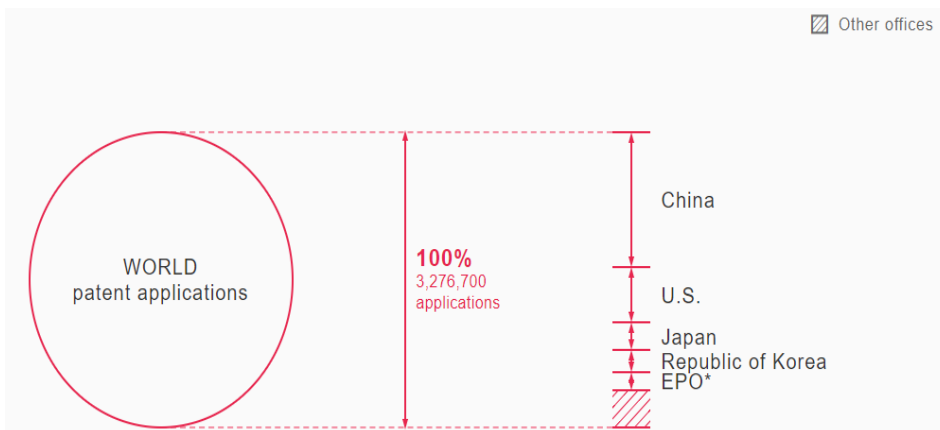 Other offices
WORLD
patent applications
100%
3,276,700
applications
China
U.S.
Japan
Republic of Korea
EPO*